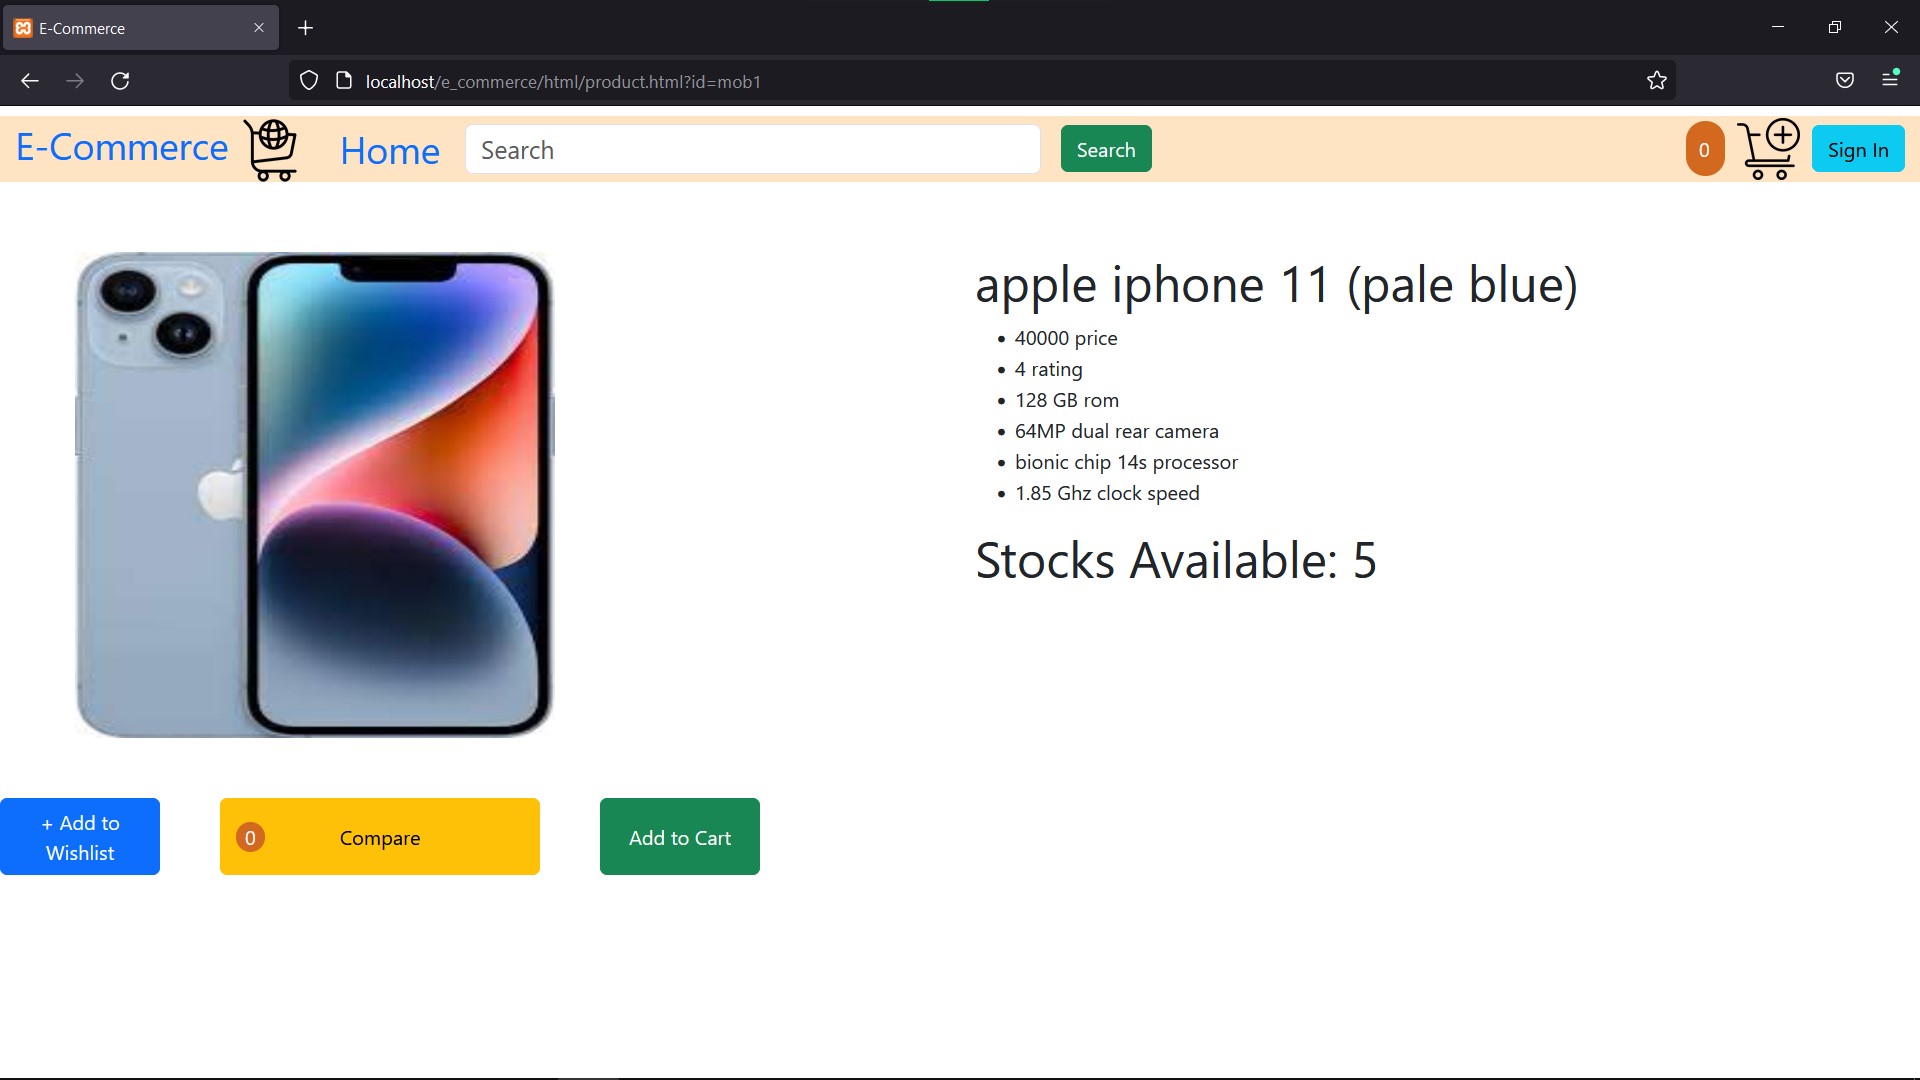 E-Commerce
localhost/e_commerce/html/product.html?id=mob1
E-Commerce
Home
Search
Search
0
Sign In
apple iphone 11 (pale blue)
40000 price
4 rating
128 GB rom
64MP dual rear camera
bionic chip 14s processor
1.85 Ghz clock speed
Stocks Available: 5
+ Add to
Wishlist
0
Compare
Add to Cart